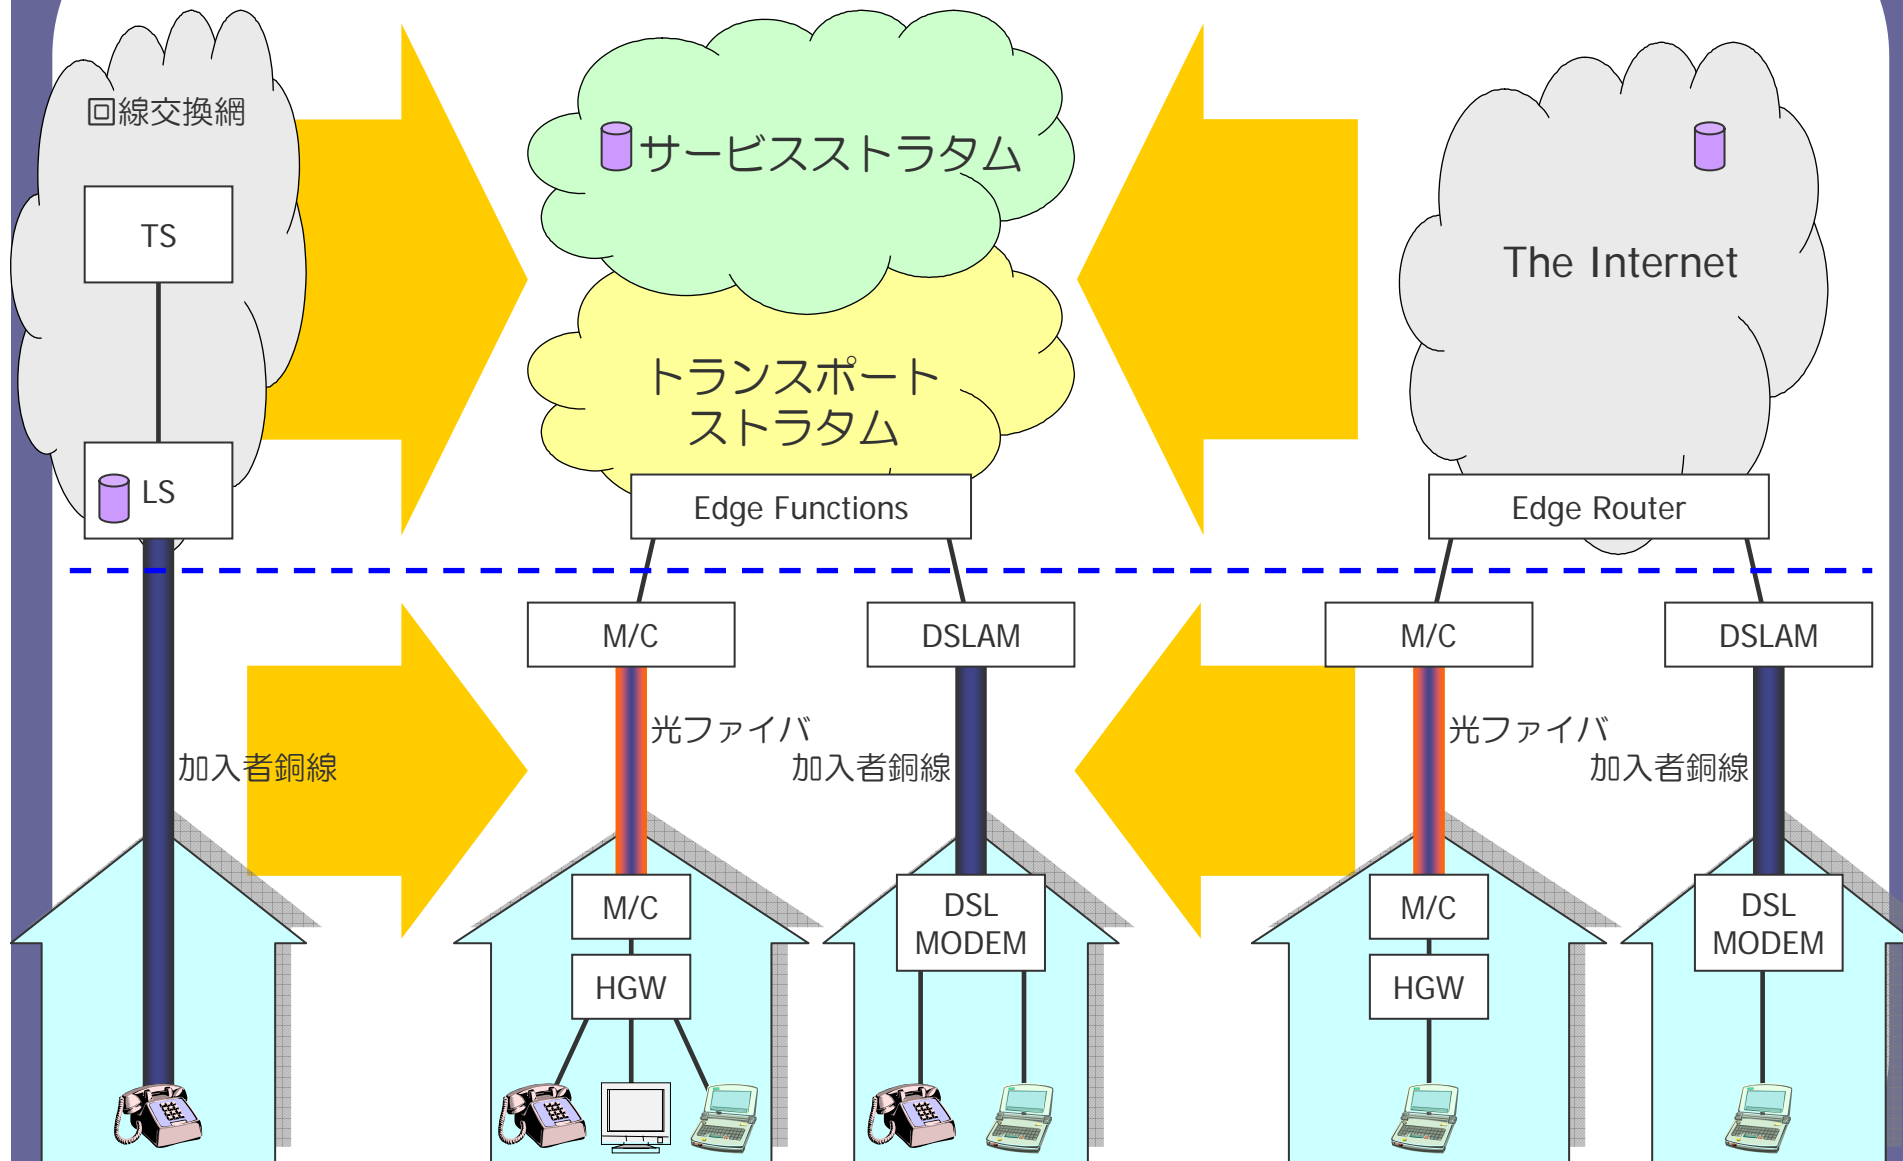 回線交換網
TS
LS
加入者銅線
サービスストラタム
トランスポート
ストラタム
Edge Functions
M/C
DSLAM
光ファイバ
加入者銅線
M/C
HGW
DSL
MODEM
The Internet
Edge Router
M/C
DSLAM
光ファイバ
加入者銅線
M/C
HGW
DSL
MODEM